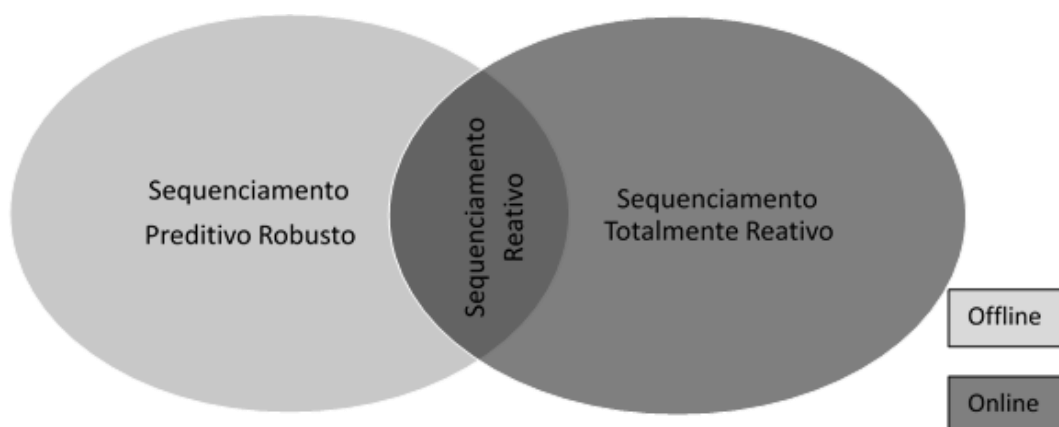 Sequenciamento
Preditivo Robusto
Sequenciamento
Reativo
Sequenciamento
Totalmente Reativo
Offline
Online